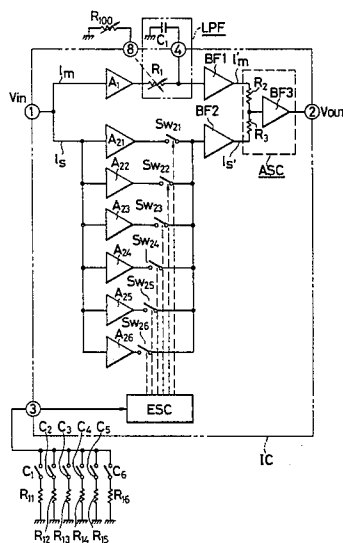 R100
C1
LPF
8
4
R1
BF1
I'm
Im
A1
R2
BF3
Vin
1
2
Vout
BF2
R3
Is
A21
SW21
Is'
ASC
A22
SW22
A23
SW23
A24
SW24
A25
SW25
A26
SW26
3
ESC
IC
C1
C2
C3
C4
C5
C6
R11
R12
R13
R14
R15
R16